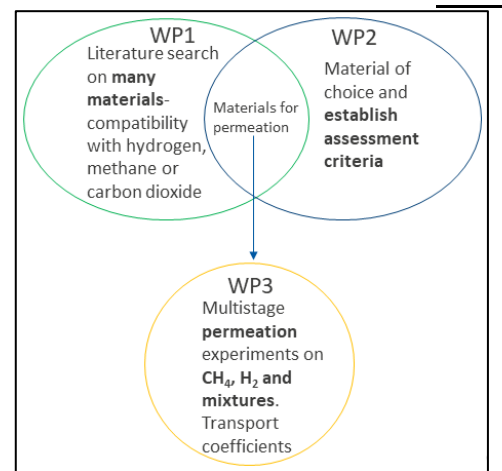 WP1
Literature search
on many
materials-
compatibility
with hydrogen,
methane or
carbon dioxide
Materials for
permeation
WP2
Material of
choice and
establish
assessment
criteria
WP3
Multistage
permeation
experiments on
CH₄, H₂ and
mixtures.
Transport
coefficients